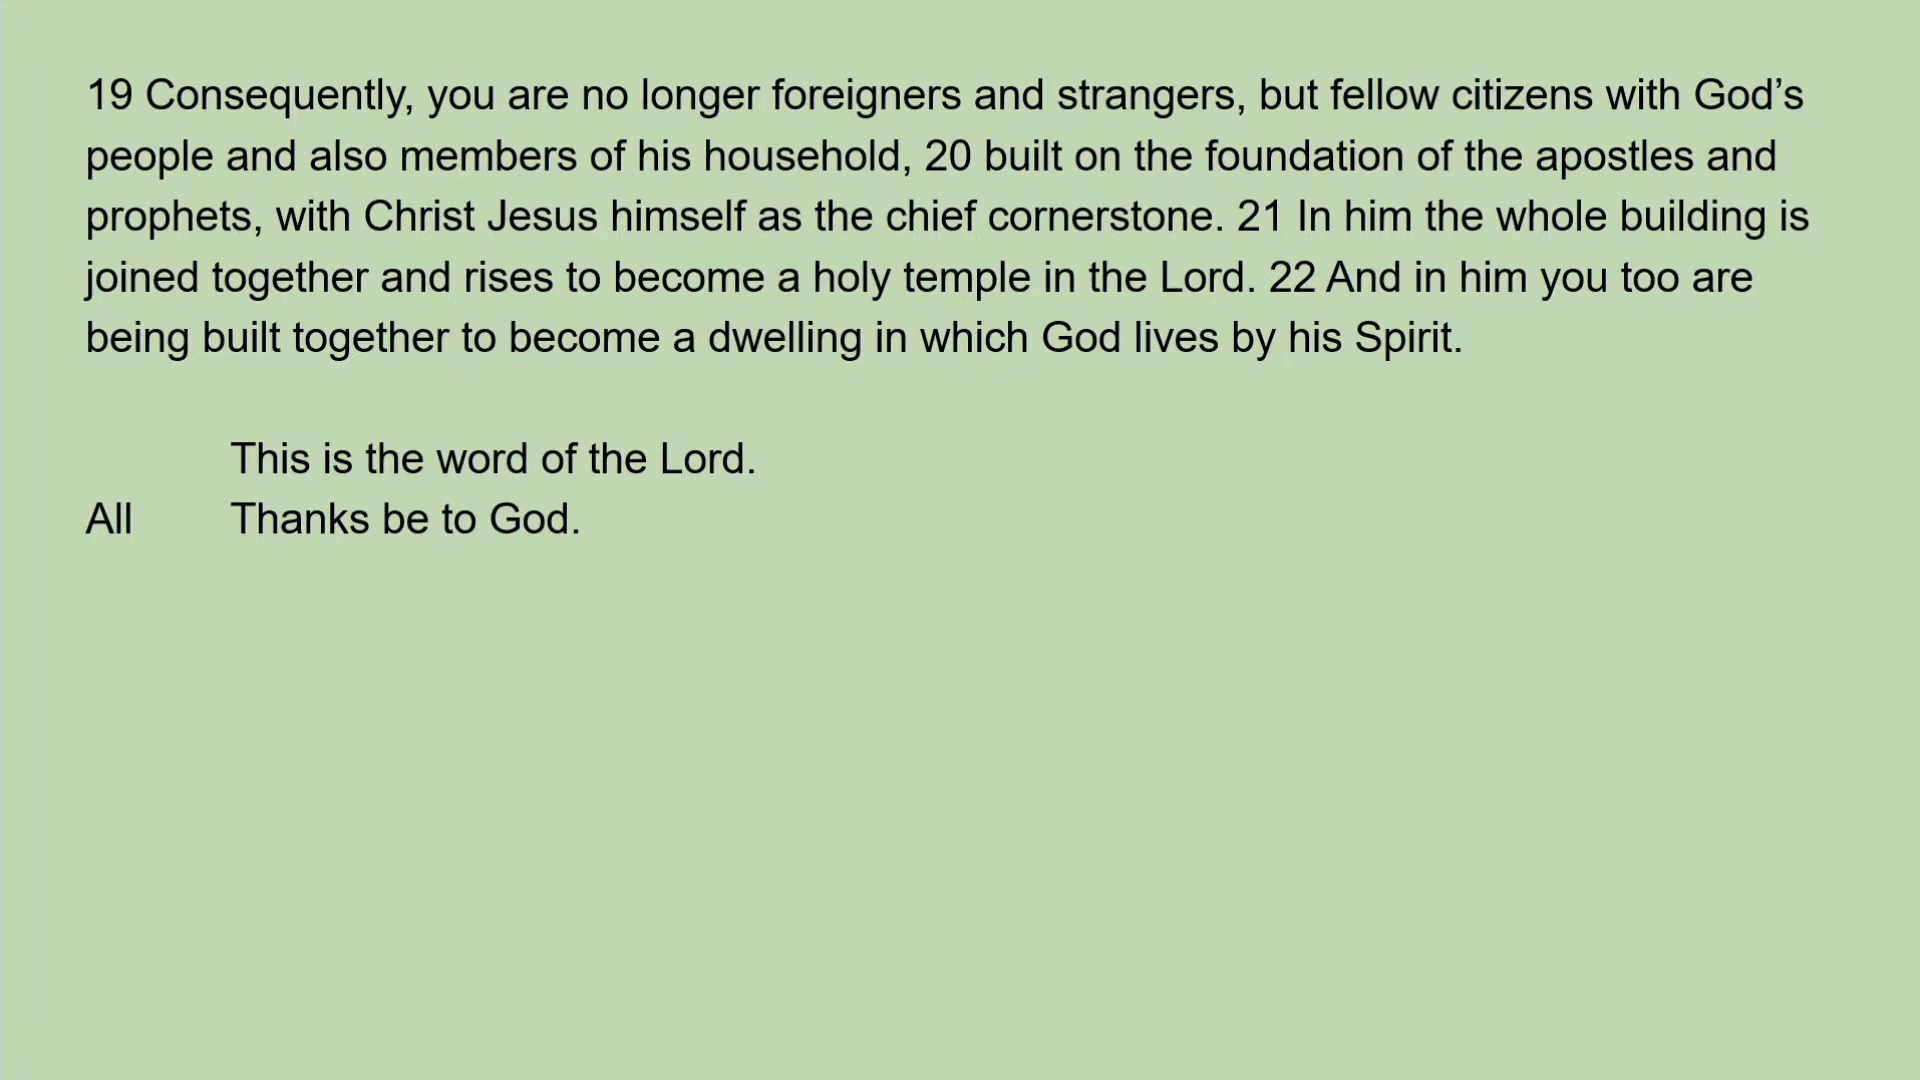 19 Consequently, you are no longer foreigners and strangers, but fellow citizens with God’s
people and also members of his household, 20 built on the foundation of the apostles and
prophets, with Christ Jesus himself as the chief cornerstone. 21 In him the whole building is
joined together and rises to become a holy temple in the Lord. 22 And in him you too are
being built together to become a dwelling in which God lives by his Spirit.
This is the word of the Lord.
All Thanks be to God.